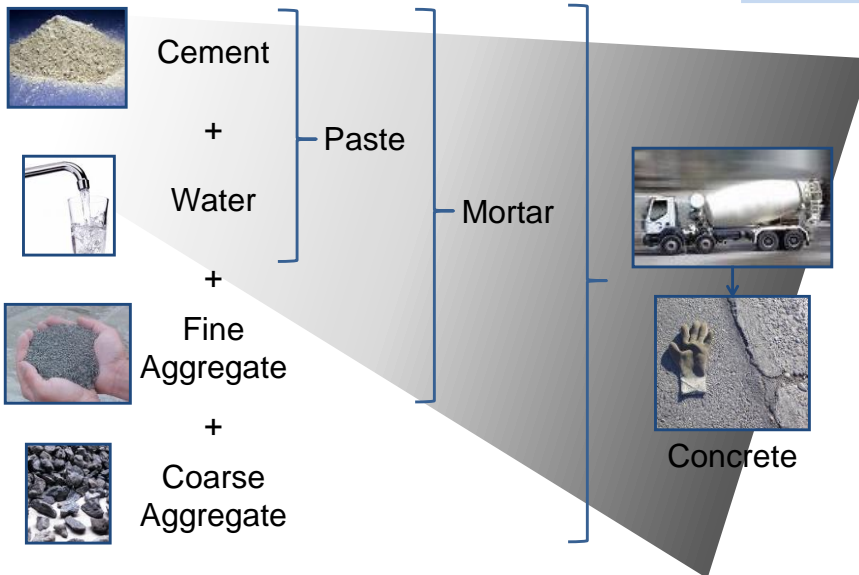 Cement
+
Paste
Water
Mortar
+
Fine
Aggregate
+
Coarse
Aggregate
Concrete